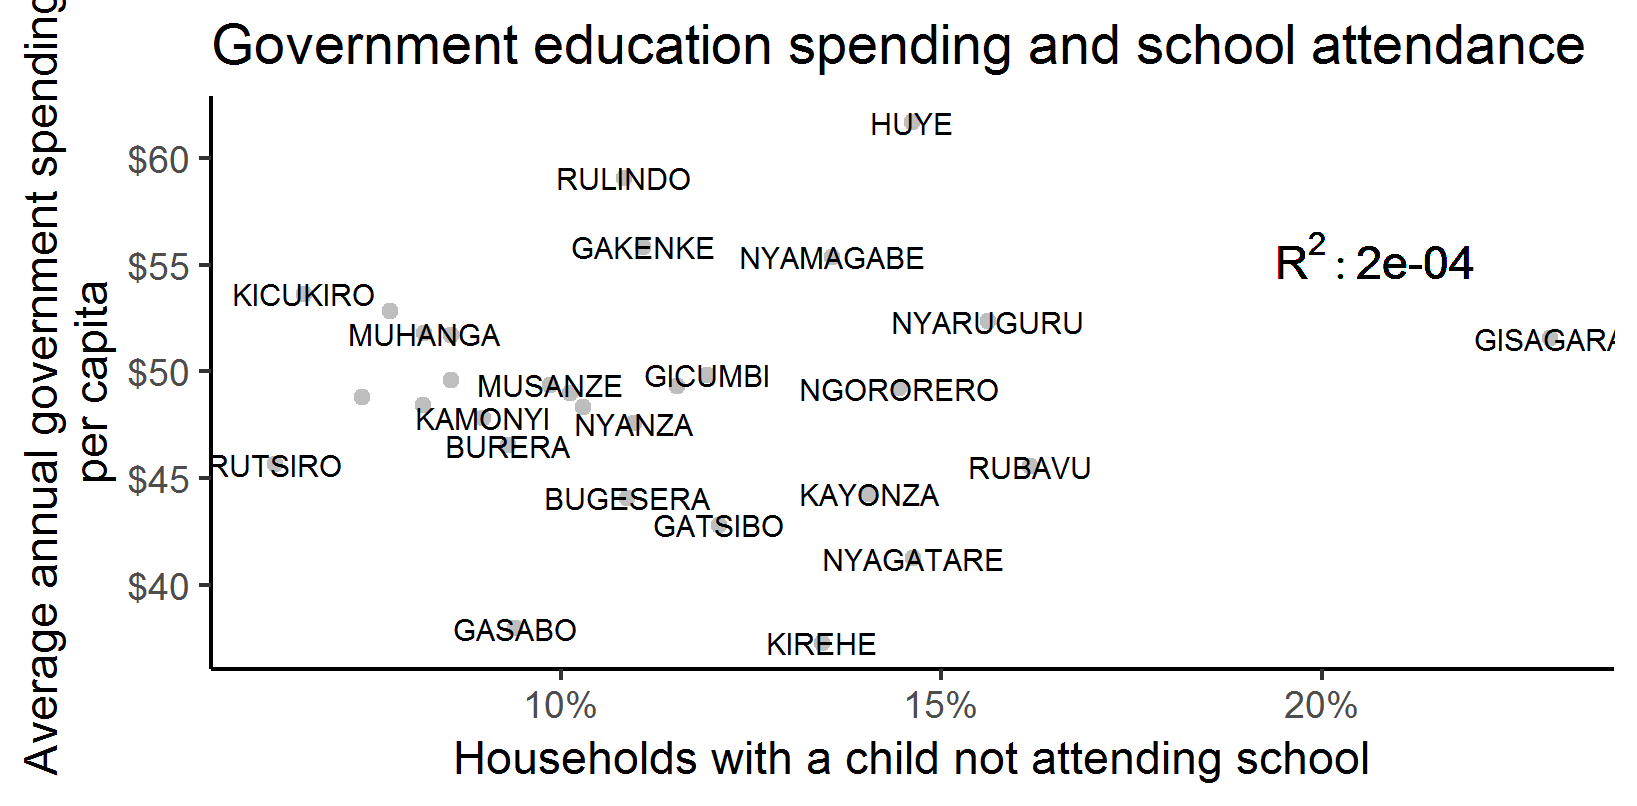 Government education spending and school attendance
Average annual government spending
per capita
$60
$55
$50
$45
$40
HUYE
RULINDO
GAKENKE
NYAMAGABE
R² : 2e-04
KICUKIRO
NYARUGURU
MUHANGA
GISAGARA
GICUMBI
MUSANZE
NGORORERO
KAMONYI
NYANZA
BURERA
RUTSIRO
RUBAVU
KAYONZA
BUGESERA
GATSIBO
NYAGATARE
GASABO
KIREHE
10%
15%
20%
Households with a child not attending school